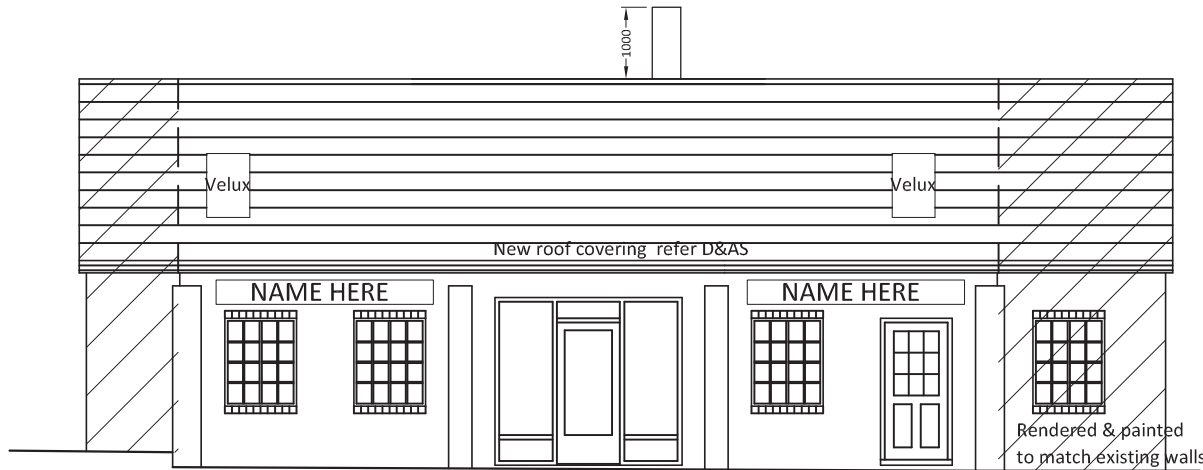 1000
Velux
Velux
New roof covering refer D&AS
NAME HERE
NAME HERE
Rendered & painted
to match existing walls